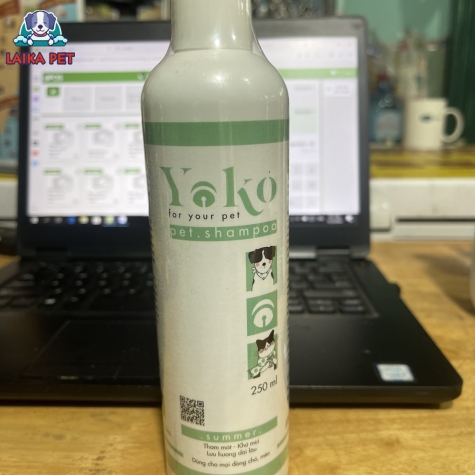 LAIKA PET
Yoko
for your pet
pet.shampoo
250 ml
.summer.
Thơm mát - Khử mùi
Lưu hương dài lâu
Dùng cho mọi dòng chó, mèo